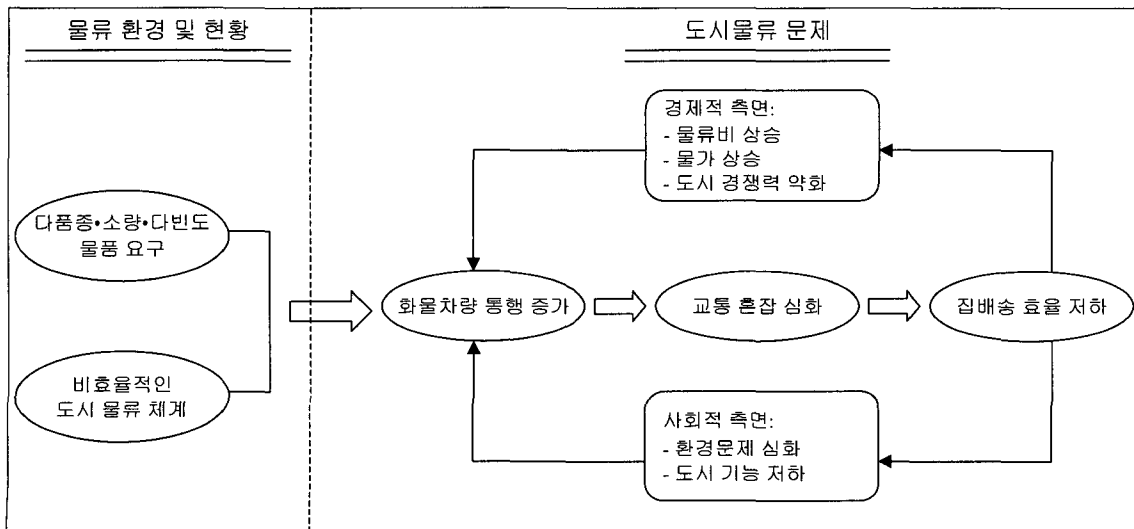 물류 환경 및 현황
다품종•소량•다빈도
물품 요구
비효율적인
도시 물류 체계
도시물류 문제
경제적 측면:
- 물류비 상승
- 물가 상승
- 도시 경쟁력 약화
화물차량 통행 증가
교통 혼잡 심화
집배송 효율 저하
사회적 측면:
- 환경문제 심화
- 도시 기능 저하